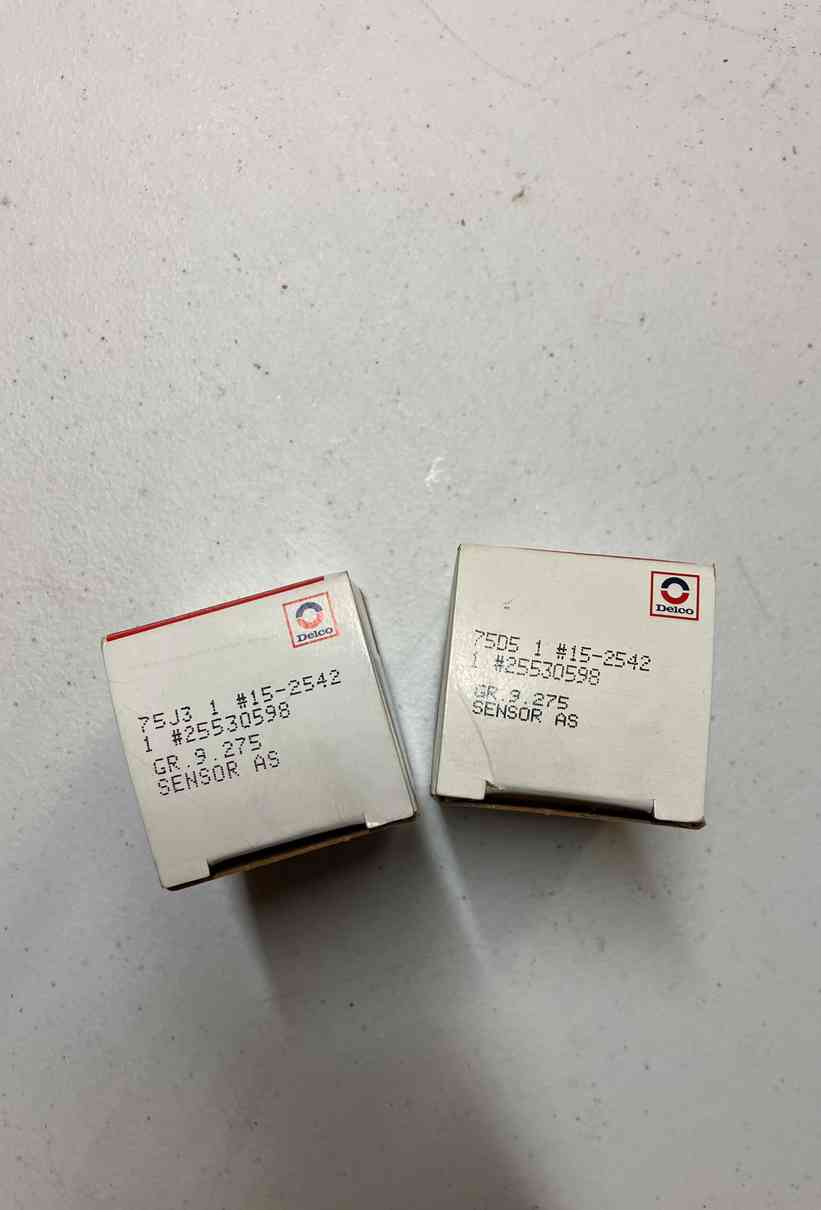 Delco
75J3 1 #15-2542
1 #25530598
GR.9.275
SENSOR AS
Delco
75D5 1 #15-2542
1 #25530598
GR.9.275
SENSOR AS